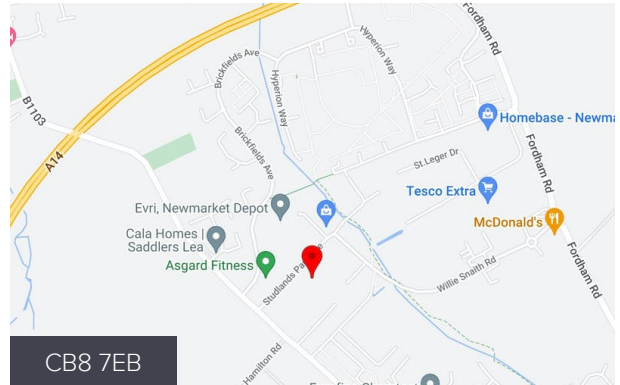 Fordham Rd
Hyperion Way
Brickfields Ave
Hyperion Way
B1103
Homebase - Newma
A14
Brickfields Ave
St.Leger Dr
Fordham Rd
Tesco Extra
Evri, Newmarket Depot
McDonald's
Cala Homes |
Saddlers Lea
Asgard Fitness
Studlands Pa
Willie Snaith Rd
Fordham Rd
Hamilton Rd
CB8 7EB